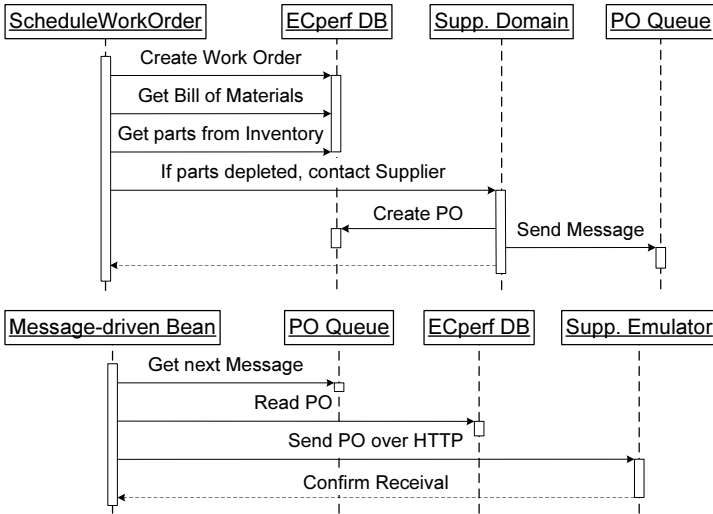 ScheduleWorkOrder
ECperf DB
Supp. Domain
PO Queue
Create Work Order
Get Bill of Materials
Get parts from Inventory
If parts depleted, contact Supplier
Create PO
Send Message
Message-driven Bean
PO Queue
ECperf DB
Supp. Emulator
Get next Message
Read PO
Send PO over HTTP
Confirm Receival